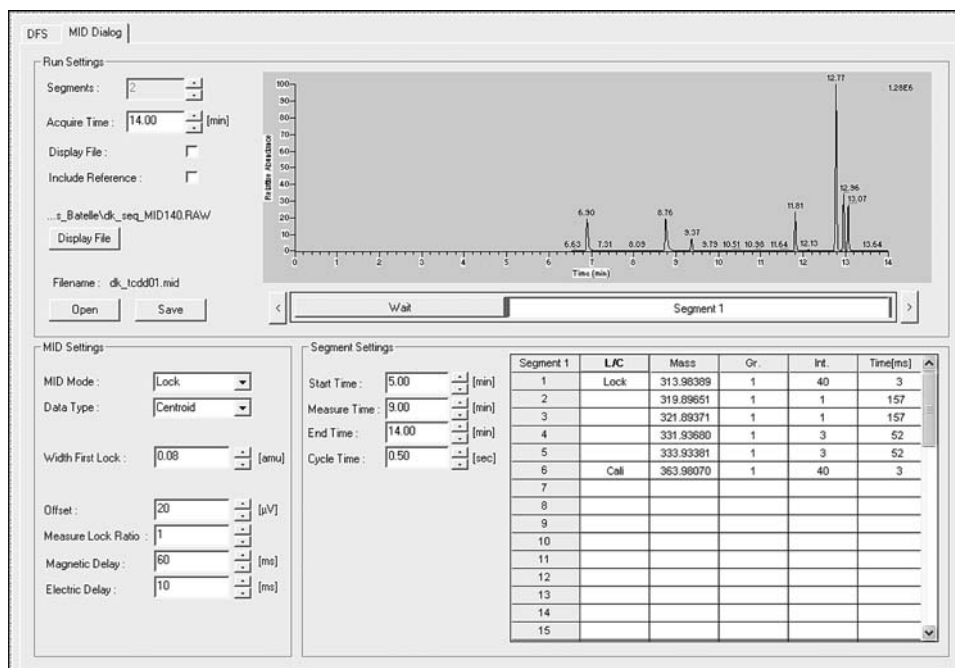 DFS MID Dialog
Run Settings
Segments : 2
Acquire Time : 14.00 [min]
Display File :
Include Reference :
...s_Batelle\dk_seq_MID140.RAW
Display File
Filename : dk_tcdd01.mid
Open Save
Relative Abundance
100
90
80
70
60
50
40
30
20
10
0
12.77
1.28E6
6.63 6.90 7.31 8.09 8.76 9.37 9.79 10.51 10.98 11.64 11.81 12.13 12.96 13.07 13.64
0 1 2 3 4 5 6 7 8 9 10 11 12 13 14
Time (min)
< Wait Segment 1 >
MID Settings
MID Mode : Lock
Data Type : Centroid
Width First Lock : 0.08 [amu]
Offset : 20 [µV]
Measure Lock Ratio : 1
Magnetic Delay : 60 [ms]
Electric Delay : 10 [ms]
Segment Settings
Start Time : 5.00 [min]
Measure Time : 9.00 [min]
End Time : 14.00 [min]
Cycle Time : 0.50 [sec]
Segment 1 L/C Mass Gr. Int. Time[ms]
1 Lock 313.98389 1 40 3
2 319.89651 1 1 157
3 321.89371 1 1 157
4 331.93680 1 3 52
5 333.93381 1 3 52
6 Cali 363.98070 1 40 3
7
8
9
10
11
12
13
14
15